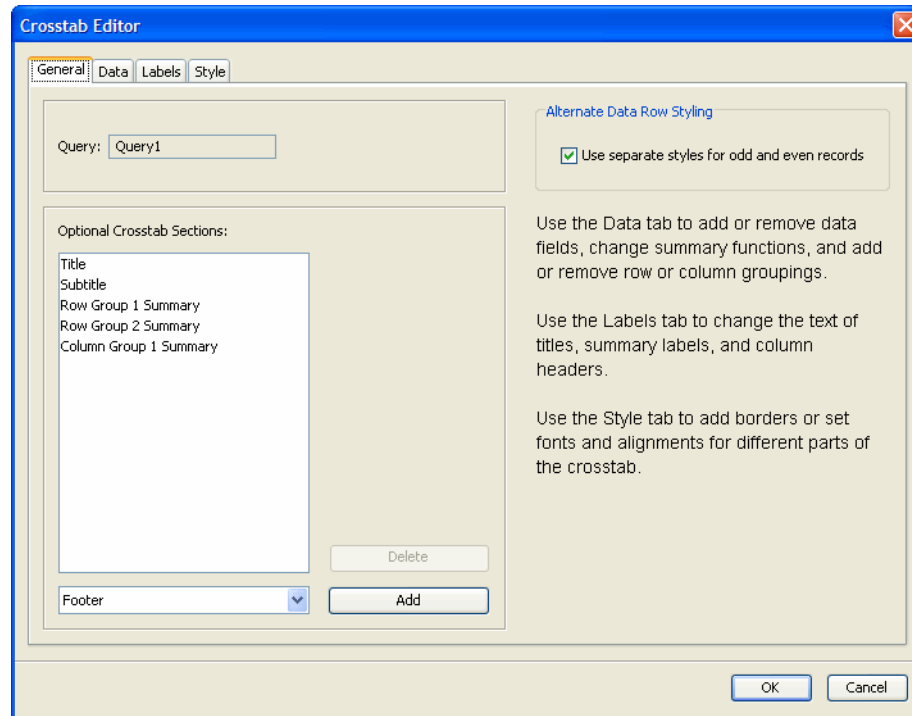 Crosstab Editor
General Data Labels Style
Query: Query1
Optional Crosstab Sections:
Title
Subtitle
Row Group 1 Summary
Row Group 2 Summary
Column Group 1 Summary
Delete
Footer
Add
Alternate Data Row Styling
Use separate styles for odd and even records
Use the Data tab to add or remove data
fields, change summary functions, and add
or remove row or column groupings.
Use the Labels tab to change the text of
titles, summary labels, and column
headers.
Use the Style tab to add borders or set
fonts and alignments for different parts of
the crosstab.
OK Cancel